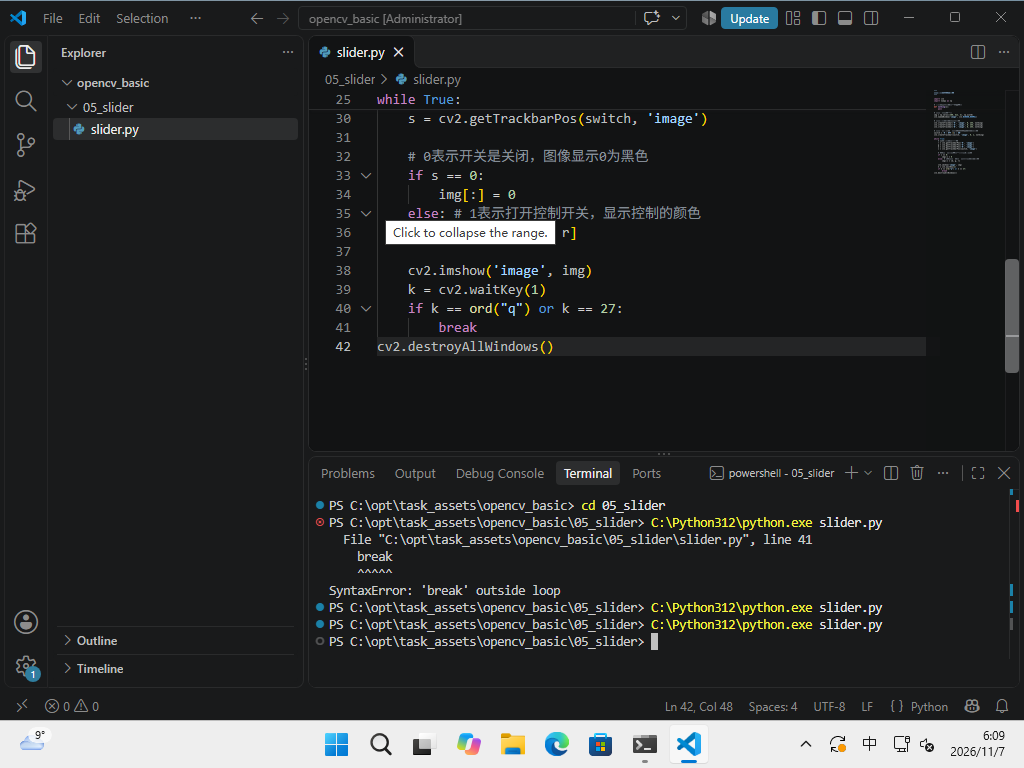 File Edit Selection ··· opencv_basic [Administrator] Update
Explorer ···
opencv_basic
05_slider
slider.py
slider.py
05_slider > slider.py
25 while True:
30 s = cv2.getTrackbarPos(switch, 'image')
31
32 # 0表示开关是关闭，图像显示0为黑色
33 if s == 0:
34 img[:] = 0
35 else: # 1表示打开控制开关，显示控制的颜色
36 r]
Click to collapse the range.
37
38 cv2.imshow('image', img)
39 k = cv2.waitKey(1)
40 if k == ord("q") or k == 27:
41 break
42 cv2.destroyAllWindows()
Problems Output Debug Console Terminal Ports powershell - 05_slider
PS C:\opt\task_assets\opencv_basic> cd 05_slider
PS C:\opt\task_assets\opencv_basic\05_slider> C:\Python312\python.exe slider.py
File "C:\opt\task_assets\opencv_basic\05_slider\slider.py", line 41
break
^^^^^
SyntaxError: 'break' outside loop
PS C:\opt\task_assets\opencv_basic\05_slider> C:\Python312\python.exe slider.py
PS C:\opt\task_assets\opencv_basic\05_slider> C:\Python312\python.exe slider.py
PS C:\opt\task_assets\opencv_basic\05_slider>
Outline
Timeline
1
0 0 Ln 42, Col 48 Spaces: 4 UTF-8 LF { } Python
9°
中
6:09
2026/11/7